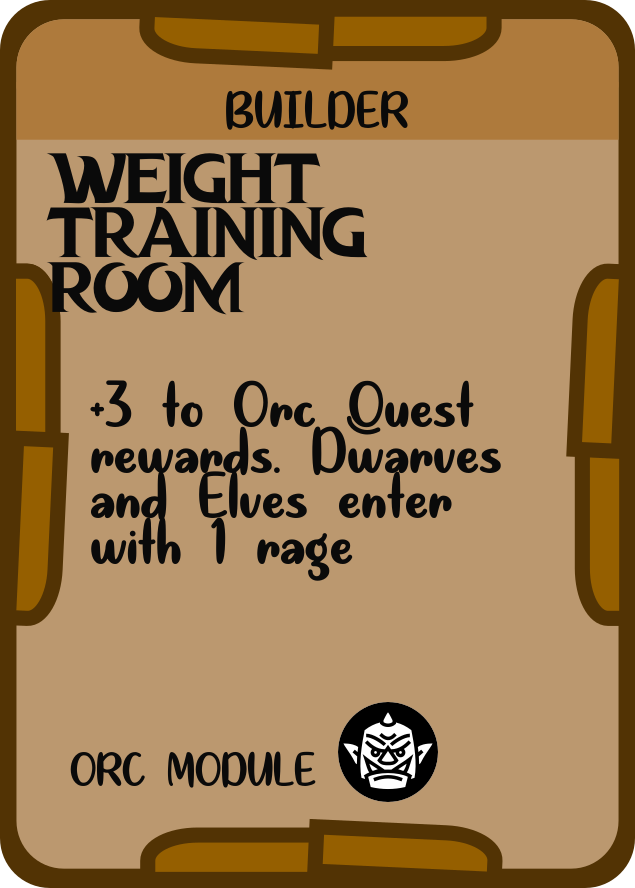 BUILDER
WEIGHT
TRAINING
ROOM
+3 to Orc Quest
rewards. Dwarves
and Elves enter
with 1 rage
ORC MODULE